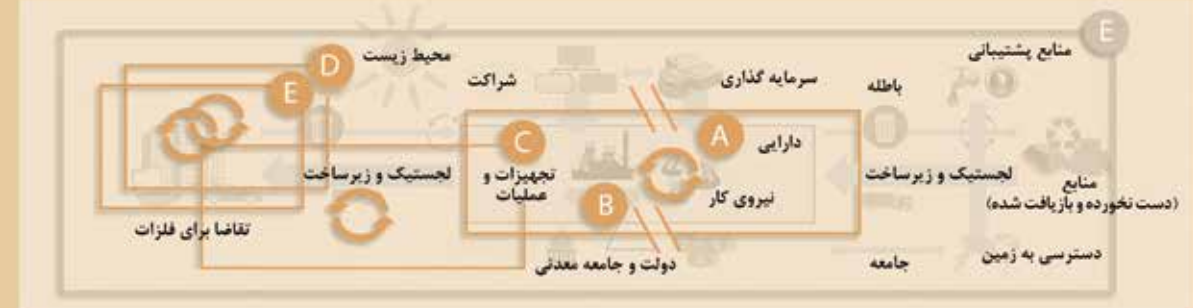 E
منابع پشتیبانی
محیط زیست
D
سرمایه گذاری
شراکت
باطله
E
A
دارایی
C
لجستیک و زیرساخت
تجهیزات و
عملیات
لجستیک و زیرساخت
منابع
(دست نخورده و بازیافت شده)
نیروی کار
B
تقاضا برای فلزات
دسترسی به زمین
جامعه
دولت و جامعه معدنی